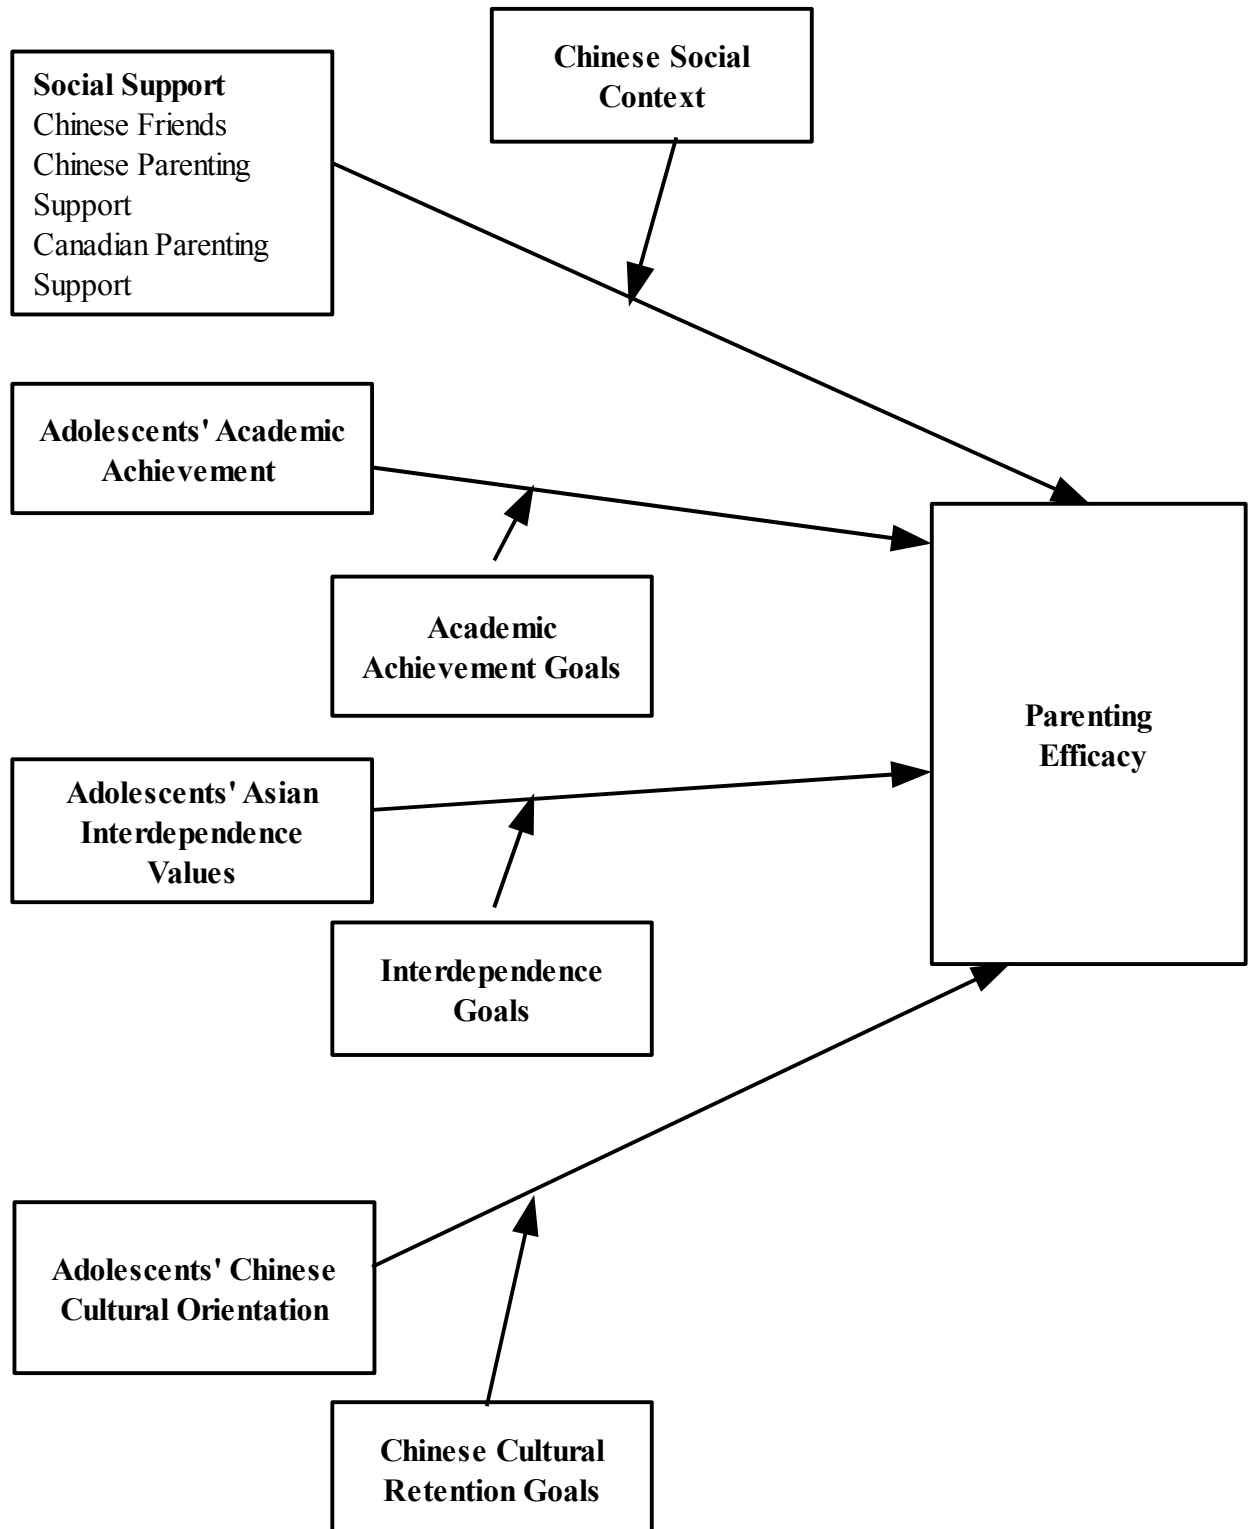 Chinese Social
Context
Social Support
Chinese Friends
Chinese Parenting
Support
Canadian Parenting
Support
Adolescents' Academic
Achievement
Academic
Achievement Goals
Parenting
Efficacy
Adolescents' Asian
Interdependence
Values
Interdependence
Goals
Adolescents' Chinese
Cultural Orientation
Chinese Cultural
Retention Goals